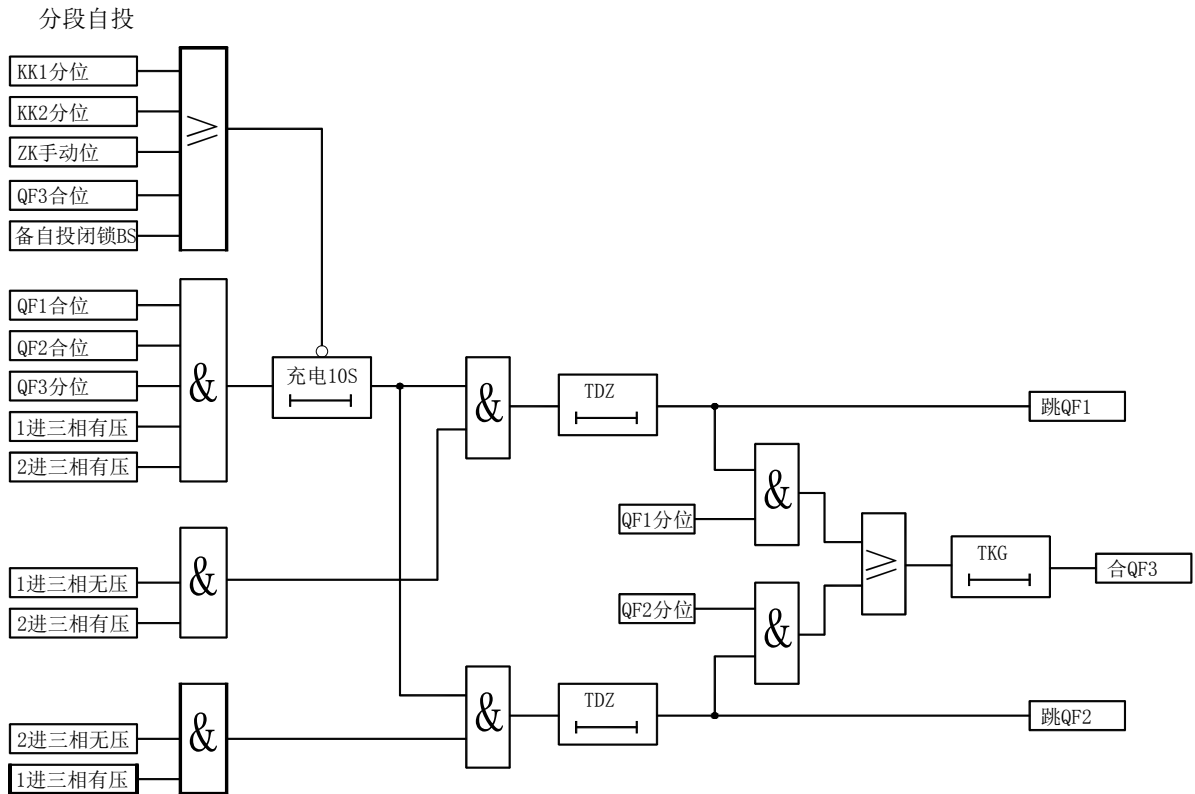 分段自投
KK1分位
KK2分位
ZK手动位
QF3合位
备自投闭锁BS
≥
QF1合位
QF2合位
QF3分位
1进三相有压
2进三相有压
&
充电10S
&
TDZ
跳QF1
&
QF1分位
≥
TKG
合QF3
1进三相无压
2进三相有压
&
QF2分位
&
&
TDZ
跳QF2
2进三相无压
1进三相有压
&